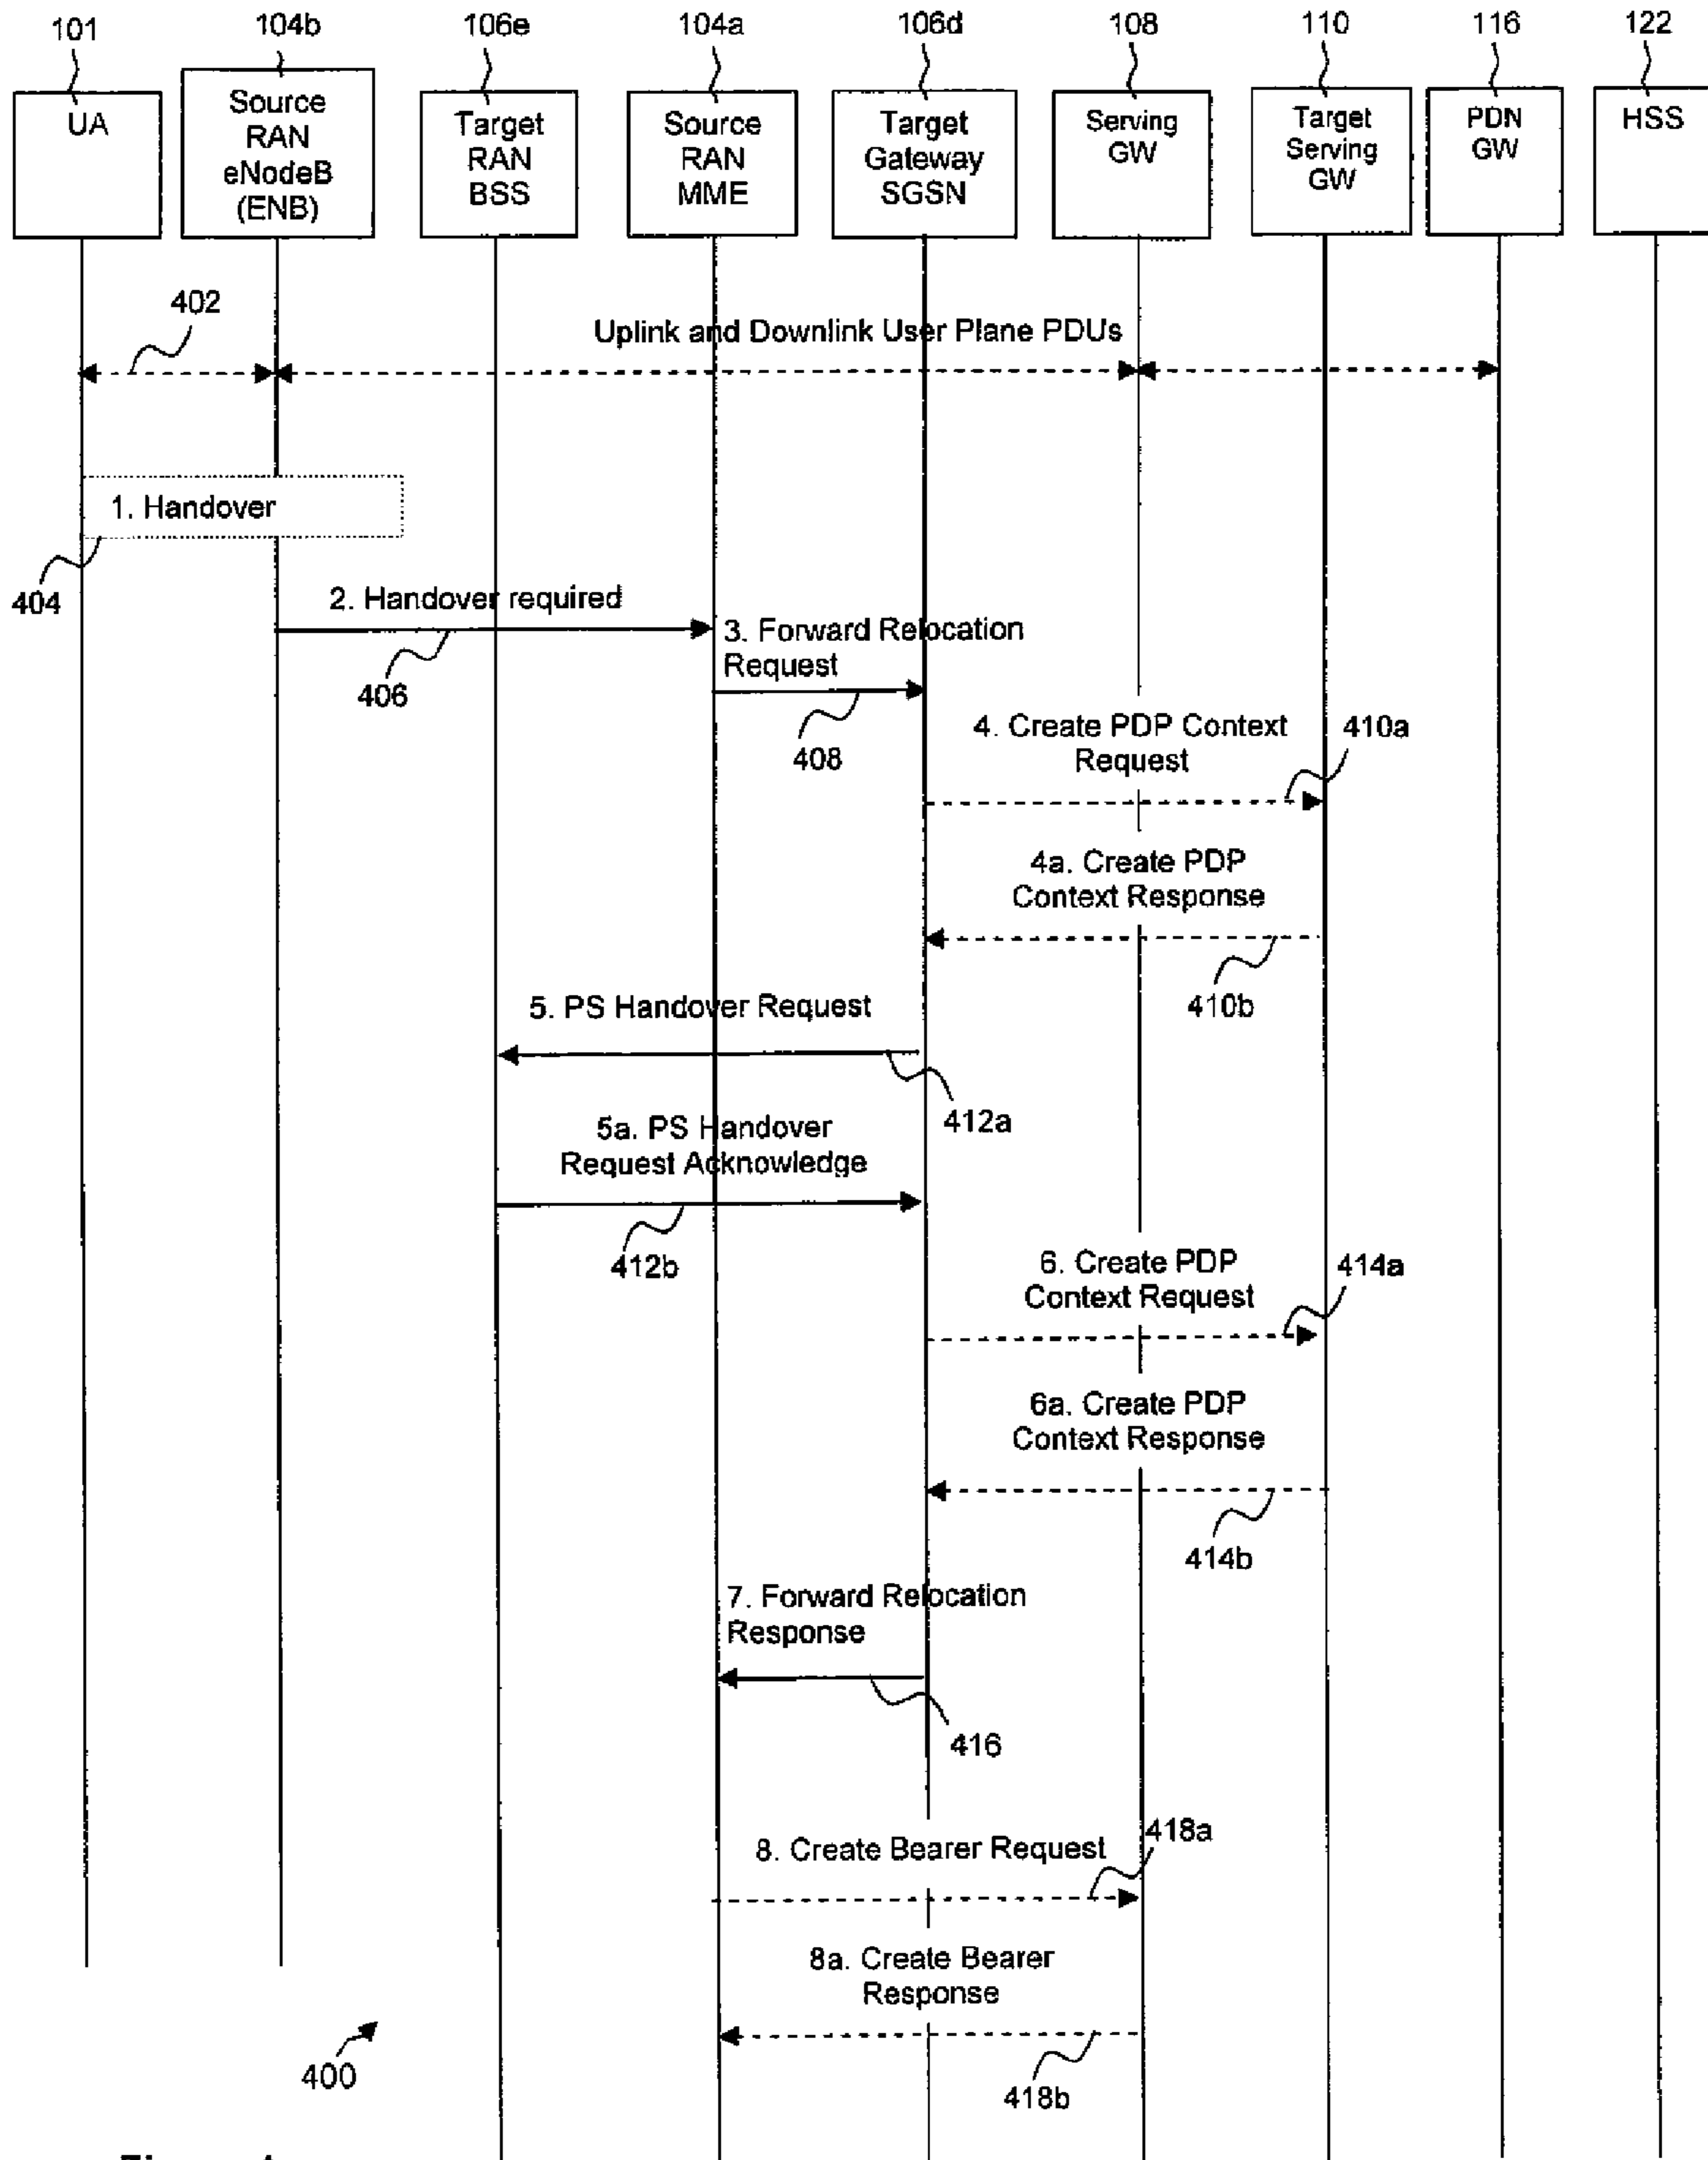 101
104b
106e
104a
106d
108
110
116
122
UA
Source
RAN
eNodeB
(ENB)
Target
RAN
BSS
Source
RAN
MME
Target
Gateway
SGSN
Serving
GW
Target
Serving
GW
PDN
GW
HSS
402
Uplink and Downlink User Plane PDUs
1. Handover
404
2. Handover required
406
3. Forward Relocation
Request
408
4. Create PDP Context
Request
410a
4a. Create PDP
Context Response
410b
5. PS Handover Request
412a
5a. PS Handover
Request Acknowledge
412b
6. Create PDP
Context Request
414a
6a. Create PDP
Context Response
414b
7. Forward Relocation
Response
416
8. Create Bearer Request
418a
8a. Create Bearer
Response
418b
400